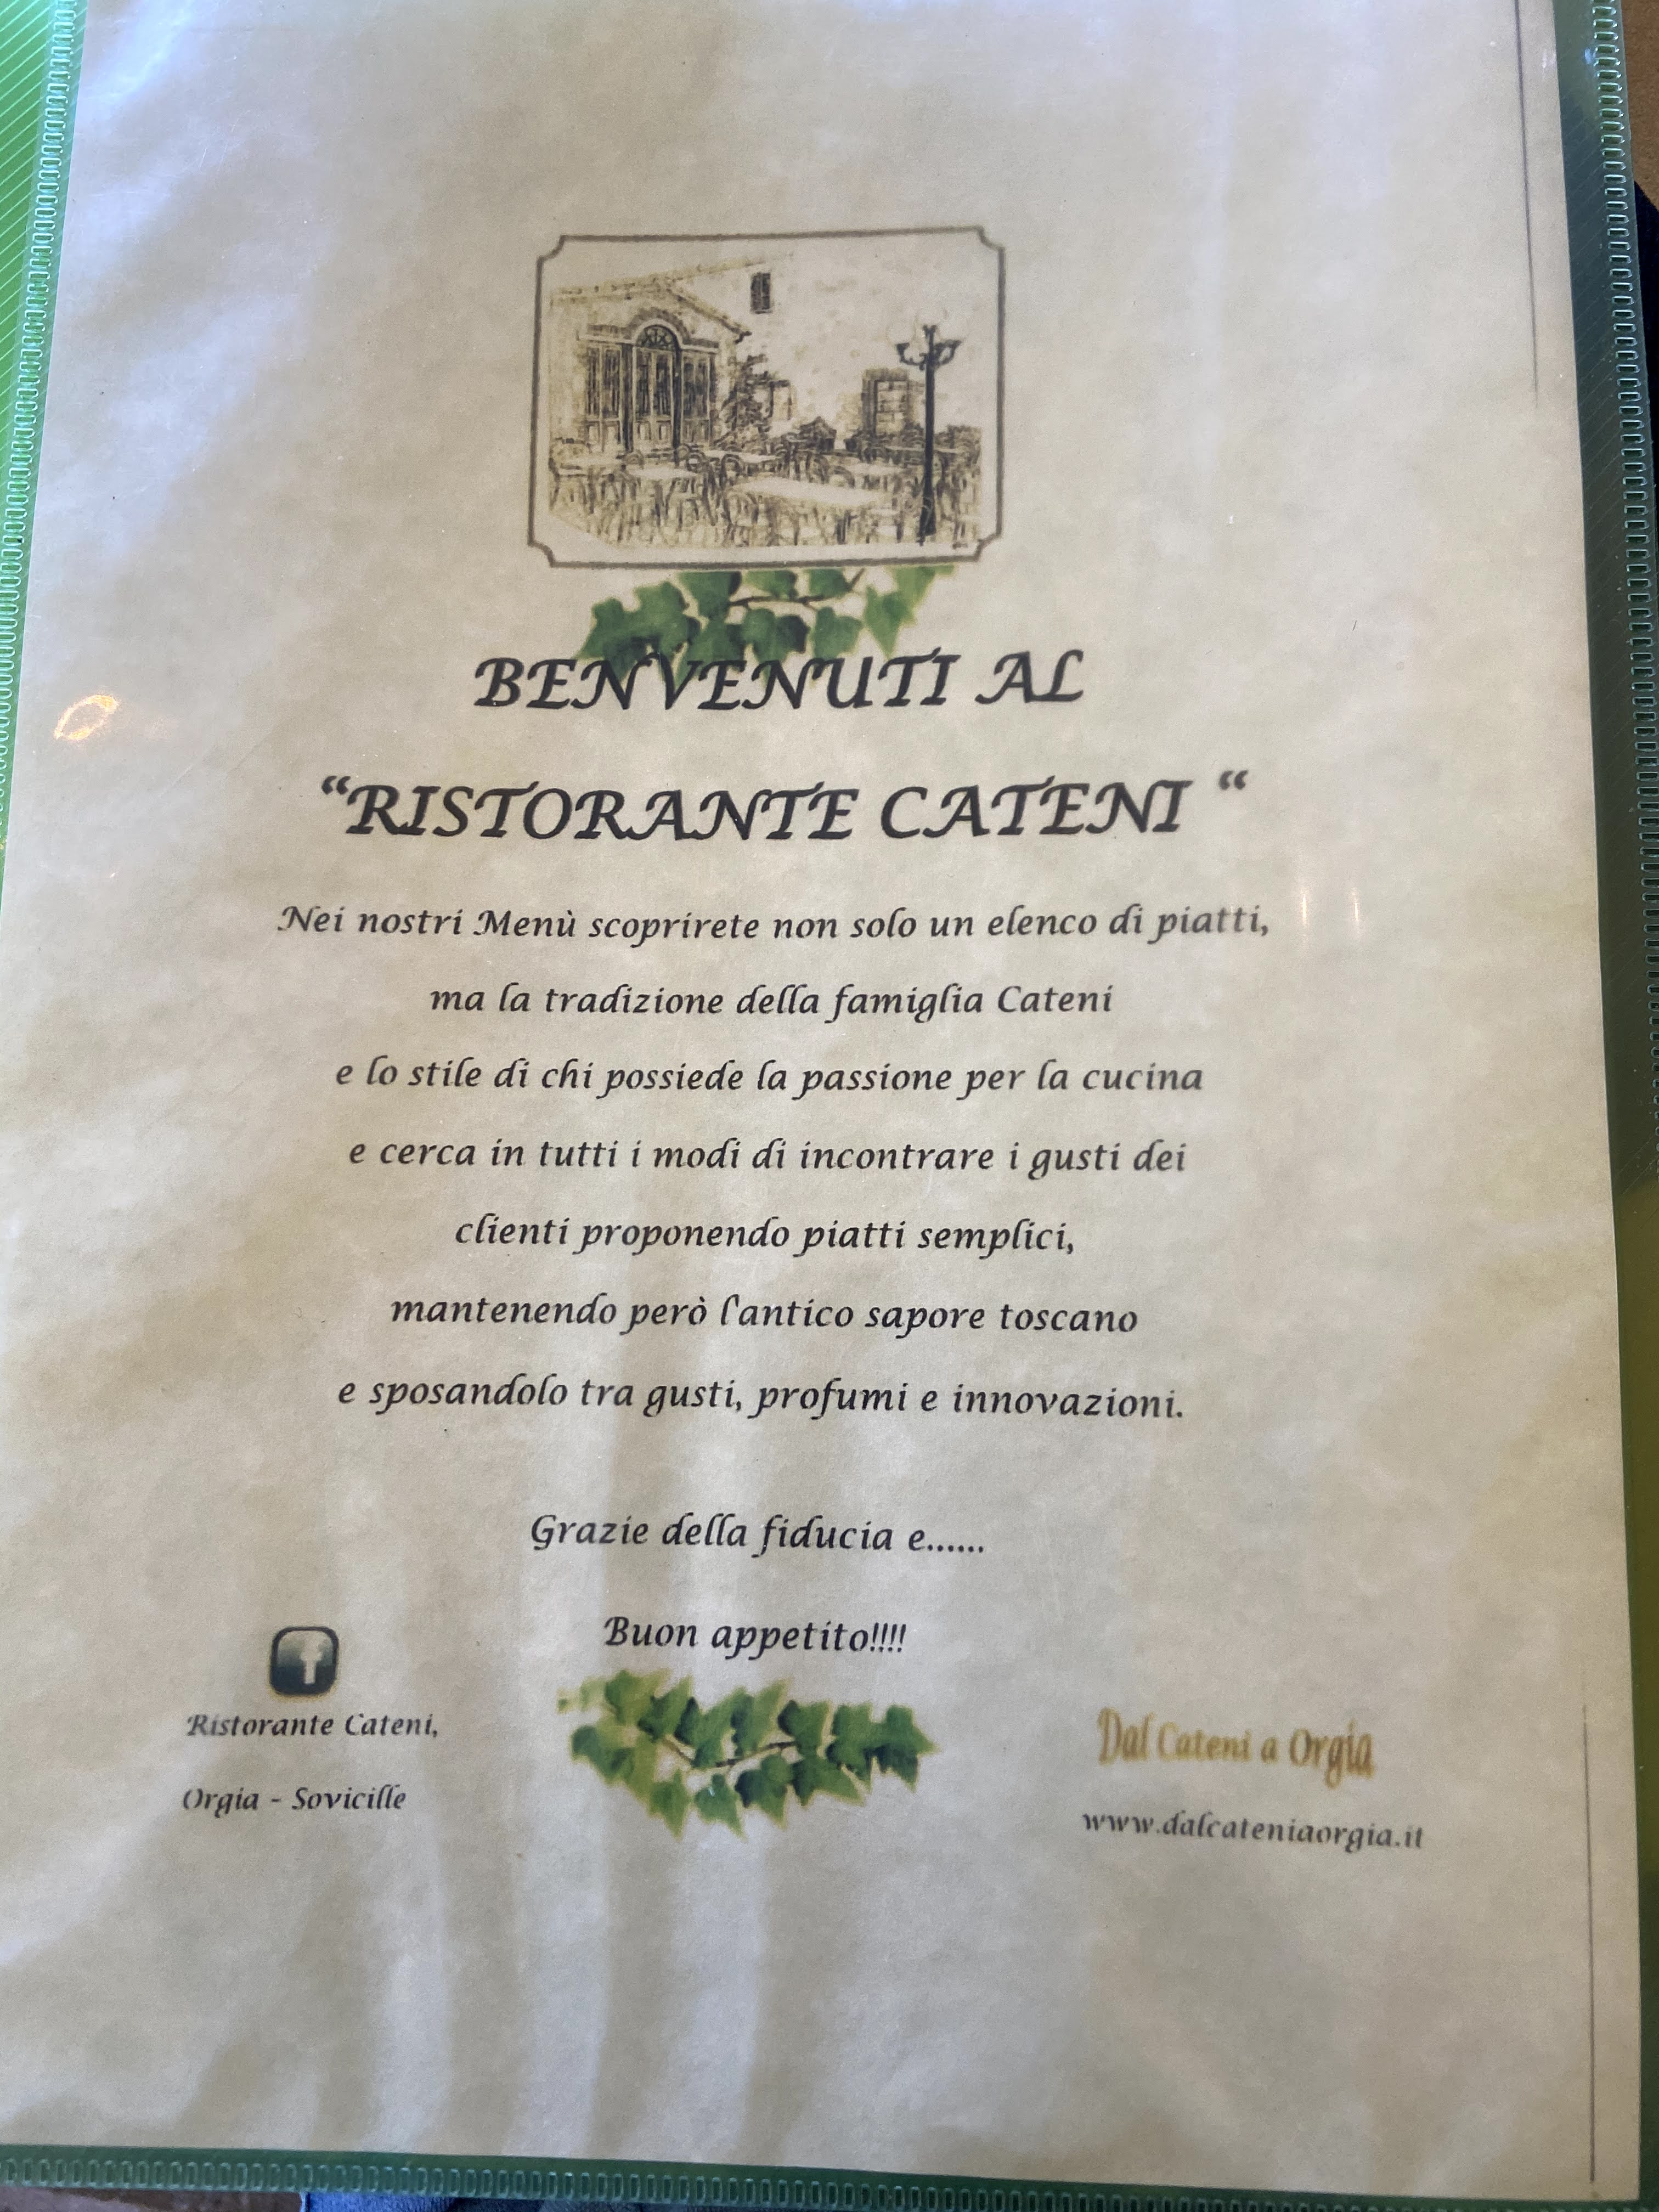 BENVENUTI AL
“RISTORANTE CATENI “
Nei nostri Menù scoprirete non solo un elenco di piatti,
ma la tradizione della famiglia Cateni
e lo stile di chi possiede la passione per la cucina
e cerca in tutti i modi di incontrare i gusti dei
clienti proponendo piatti semplici,
mantenendo però l'antico sapore toscano
e sposandolo tra gusti, profumi e innovazioni.
Grazie della fiducia e......
Buon appetito!!!!
f
Ristorante Cateni,
Orgia - Sovicille
Dal Cateni a Orgia
www.dalcateniaorgia.it